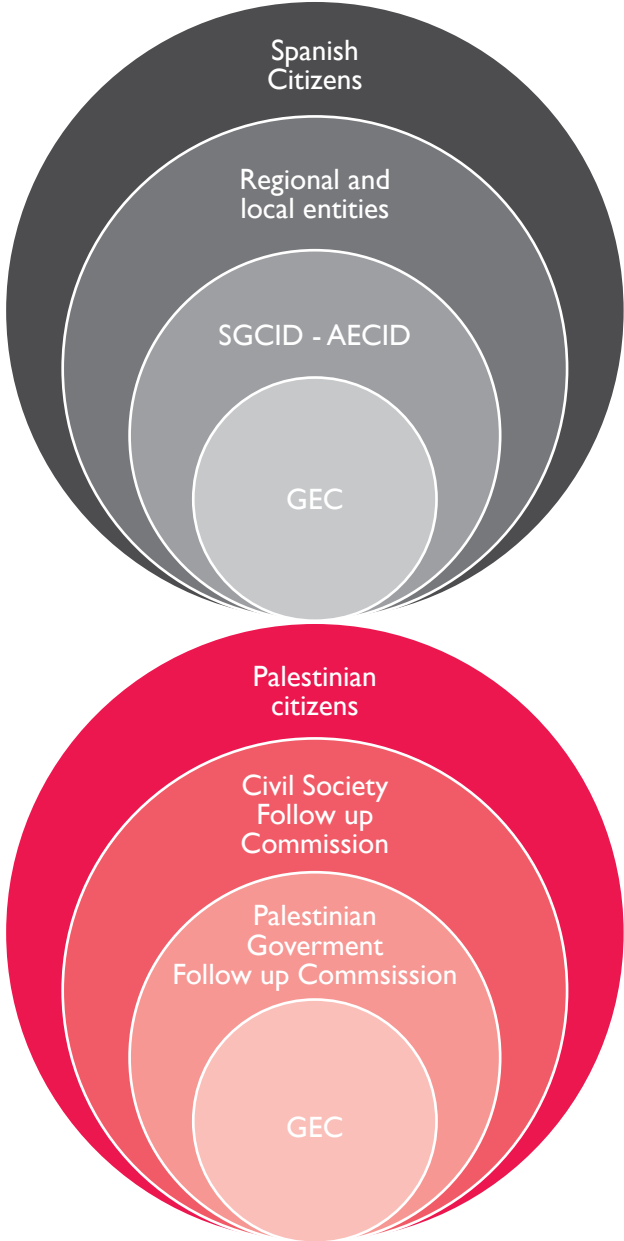 Spanish
Citizens
Regional and
local entities
SGCID - AECID
GEC
Palestinian
citizens
Civil Society
Follow up
Commission
Palestinian
Goverment
Follow up Commsission
GEC